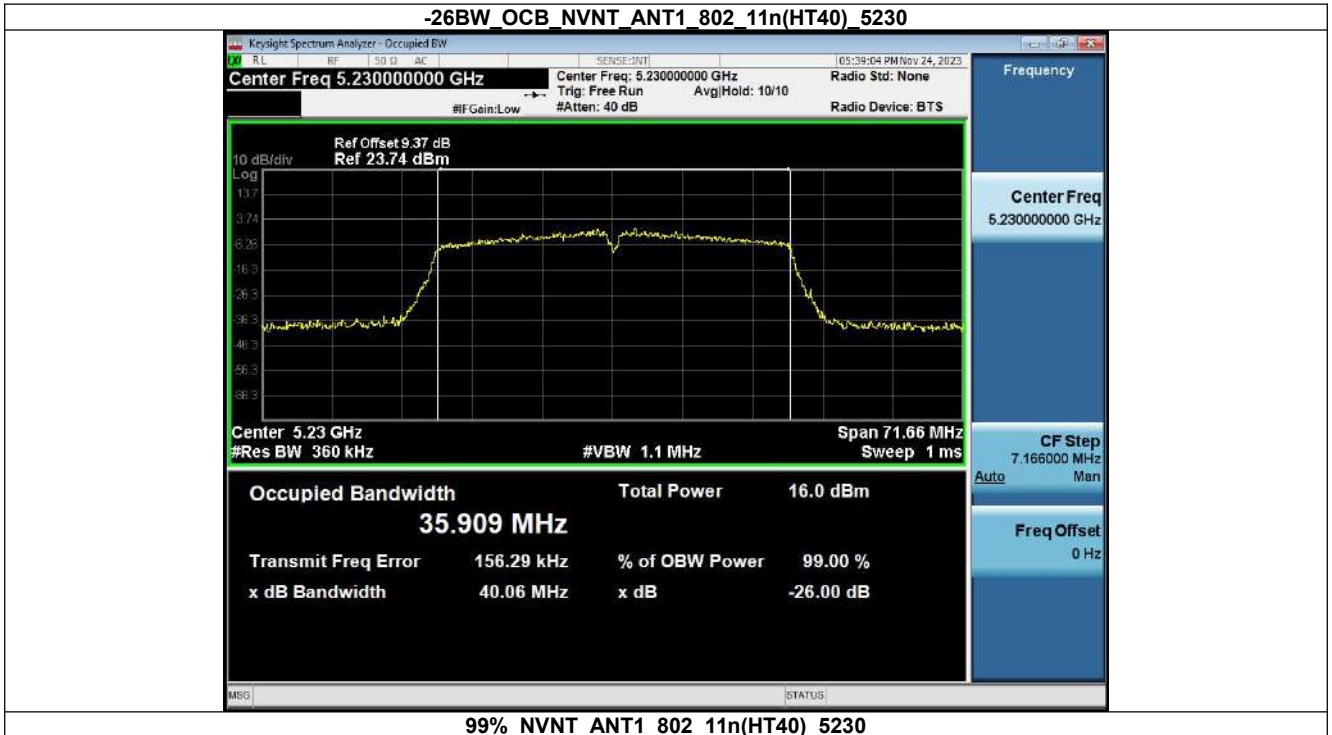 -26BW_OCB_NVNT_ANT1_802_11n(HT40)_5230
Keysight Spectrum Analyzer - Occupied BW
RL RF 50 Ω AC SENSE:INT 05:39:04 PM Nov 24, 2023
Center Freq 5.230000000 GHz
Center Freq: 5.230000000 GHz
Radio Std: None
Trig: Free Run Avg|Hold: 10/10
#IFGain:Low #Atten: 40 dB Radio Device: BTS
Frequency
Ref Offset 9.37 dB
10 dB/div Ref 23.74 dBm
Log
13.7
3.74
-6.26
-16.3
-26.3
-36.3
-46.3
-56.3
-66.3
Center 5.23 GHz Span 71.66 MHz
#Res BW 360 kHz #VBW 1.1 MHz Sweep 1 ms
Center Freq
5.230000000 GHz
CF Step
7.166000 MHz
Auto Man
Freq Offset
0 Hz
Occupied Bandwidth Total Power 16.0 dBm
35.909 MHz
Transmit Freq Error 156.29 kHz % of OBW Power 99.00 %
x dB Bandwidth 40.06 MHz x dB -26.00 dB
MSG STATUS
99%_NVNT_ANT1_802_11n(HT40)_5230